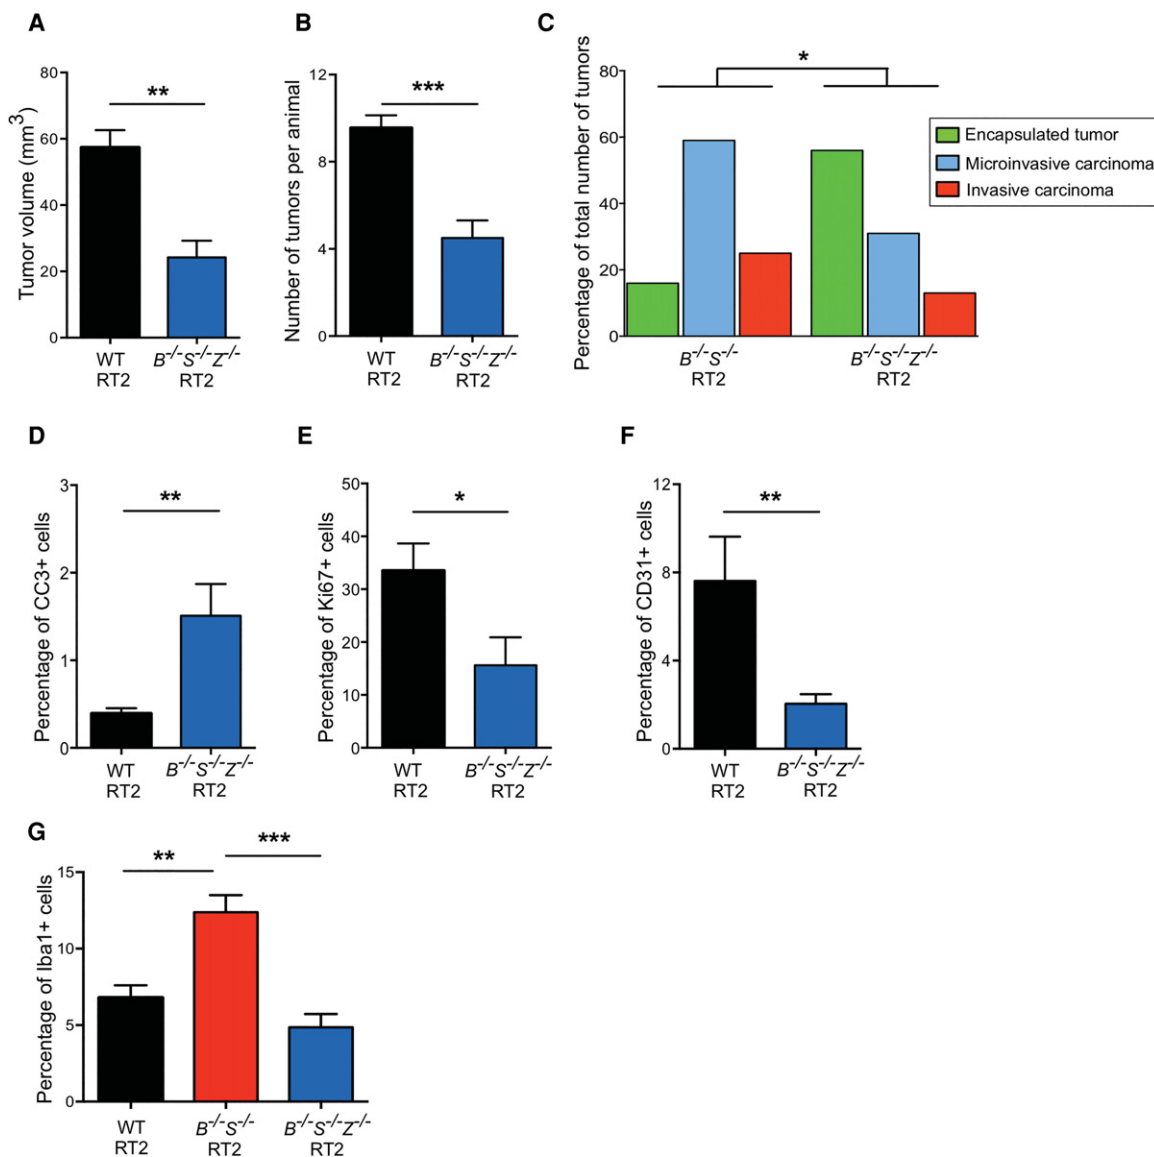 A
Tumor volume (mm³)
80
60
40
20
0
**
WT
RT2
B⁻/⁻S⁻/⁻Z⁻/⁻
RT2
B
Number of tumors per animal
12
8
4
0
***
WT
RT2
B⁻/⁻S⁻/⁻Z⁻/⁻
RT2
C
Percentage of total number of tumors
80
60
40
20
0
*
Encapsulated tumor
Microinvasive carcinoma
Invasive carcinoma
B⁻/⁻S⁻/⁻
RT2
B⁻/⁻S⁻/⁻Z⁻/⁻
RT2
D
Percentage of CC3+ cells
3
2
1
0
**
WT
RT2
B⁻/⁻S⁻/⁻Z⁻/⁻
RT2
E
Percentage of Ki67+ cells
50
40
30
20
10
0
*
WT
RT2
B⁻/⁻S⁻/⁻Z⁻/⁻
RT2
F
Percentage of CD31+ cells
12
8
4
0
**
WT
RT2
B⁻/⁻S⁻/⁻Z⁻/⁻
RT2
G
Percentage of Iba1+ cells
15
10
5
0
**
***
WT
RT2
B⁻/⁻S⁻/⁻
RT2
B⁻/⁻S⁻/⁻Z⁻/⁻
RT2